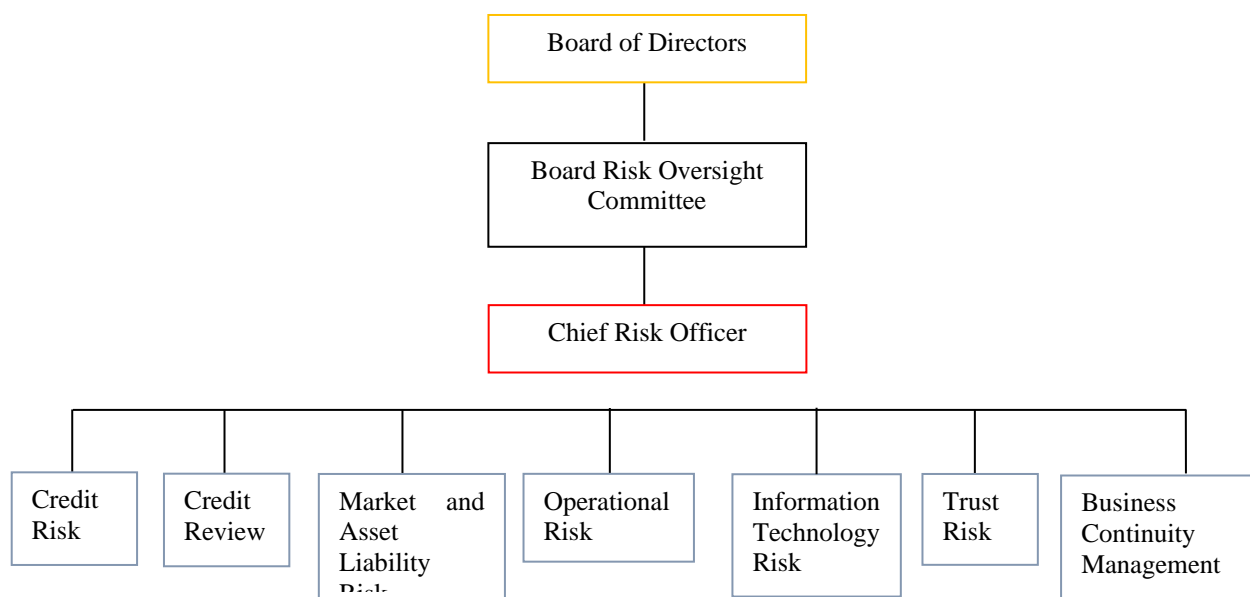 Board of Directors
Board Risk Oversight
Committee
Chief Risk Officer
Credit
Risk
Credit
Review
Market and
Asset
Liability
Risk
Operational
Risk
Information
Technology
Risk
Trust
Risk
Business
Continuity
Management